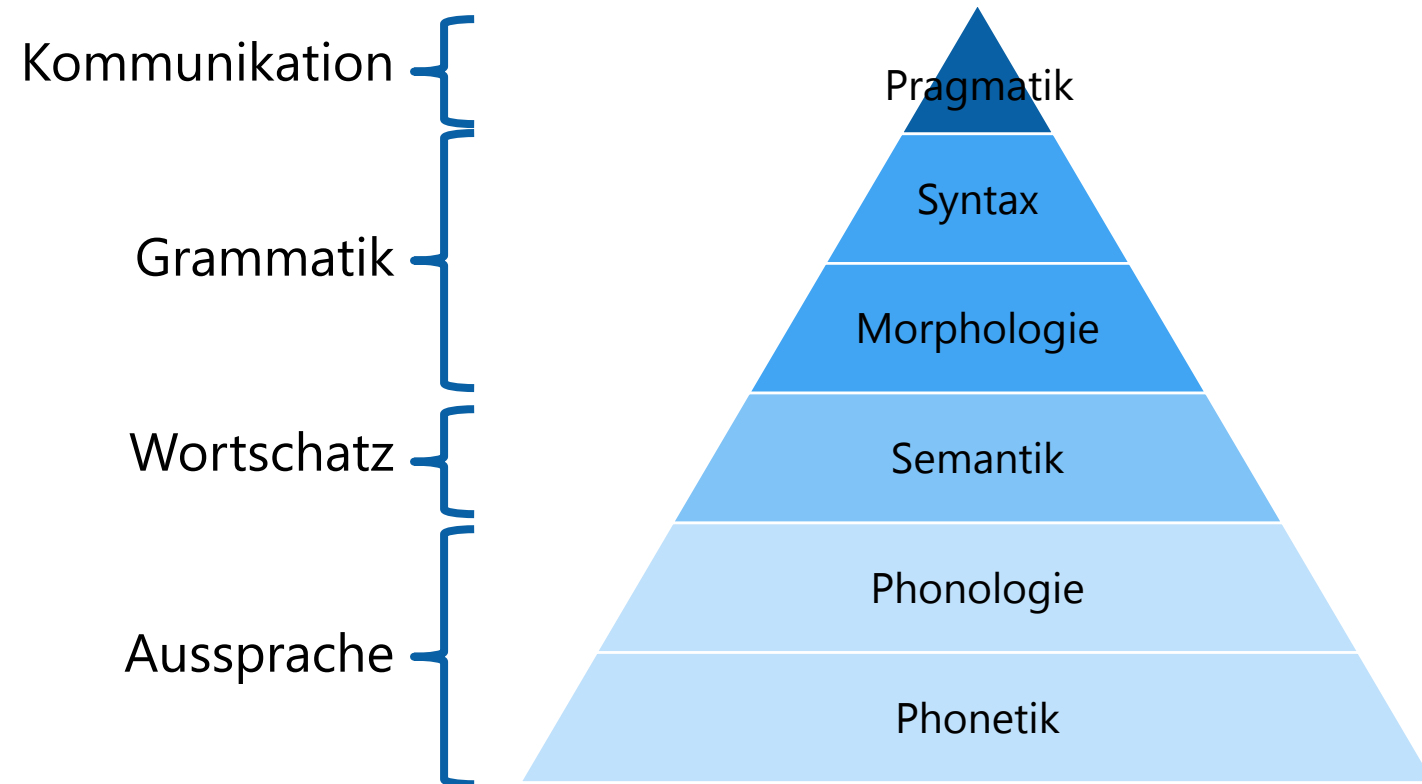 Kommunikation
Pragmatik
Syntax
Grammatik
Morphologie
Wortschatz
Semantik
Phonologie
Aussprache
Phonetik